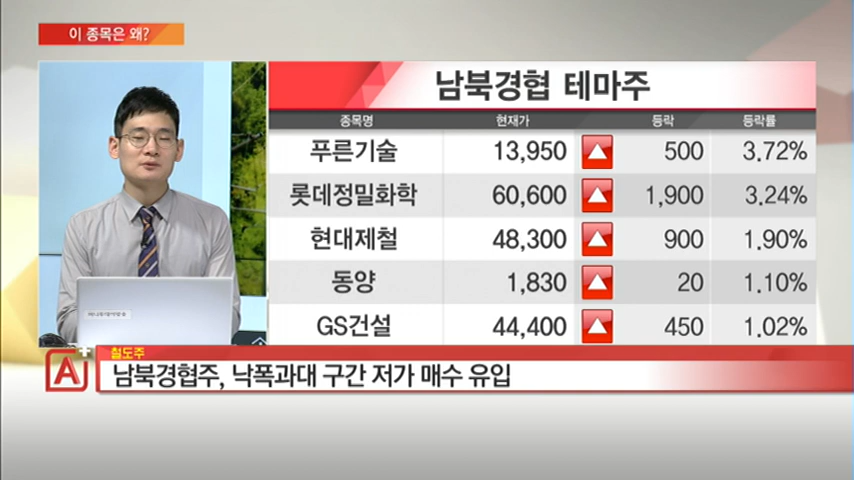 이 종목은 왜?
남북경협 테마주
종목명 현재가 등락 등락률
푸른기술 13,950 500 3.72%
롯데정밀화학 60,600 1,900 3.24%
현대제철 48,300 900 1.90%
동양 1,830 20 1.10%
GS건설 44,400 450 1.02%
A+
철도주
남북경협주, 낙폭과대 구간 저가 매수 유입